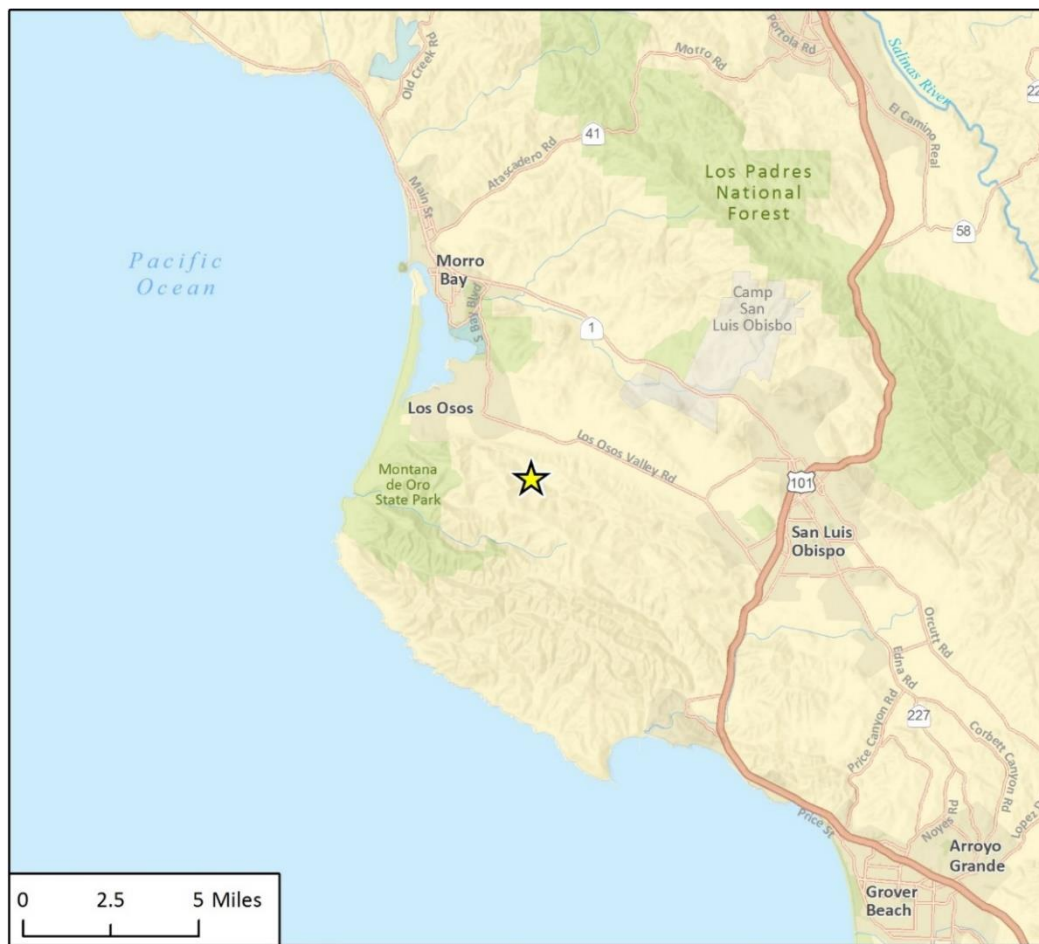 Portola Rd
Morro Rd
Old Creek Rd
Salinas River
22
El Camino Real
41
Atascadero Rd
Los Padres
National
Forest
Main St
58
Pacific
Ocean
Morro
Bay
S Bay Blvd
Camp
San
Luis Obisbo
1
Los Osos
Los Osos Valley Rd
Montana
de Oro
State Park
101
San Luis
Obispo
Orcutt Rd
Edna Rd
227
Price Canyon Rd
Corbett Canyon Rd
Noyes Rd
Lopez D
Price St
Arroyo
Grande
Grover
Beach
0 2.5 5 Miles